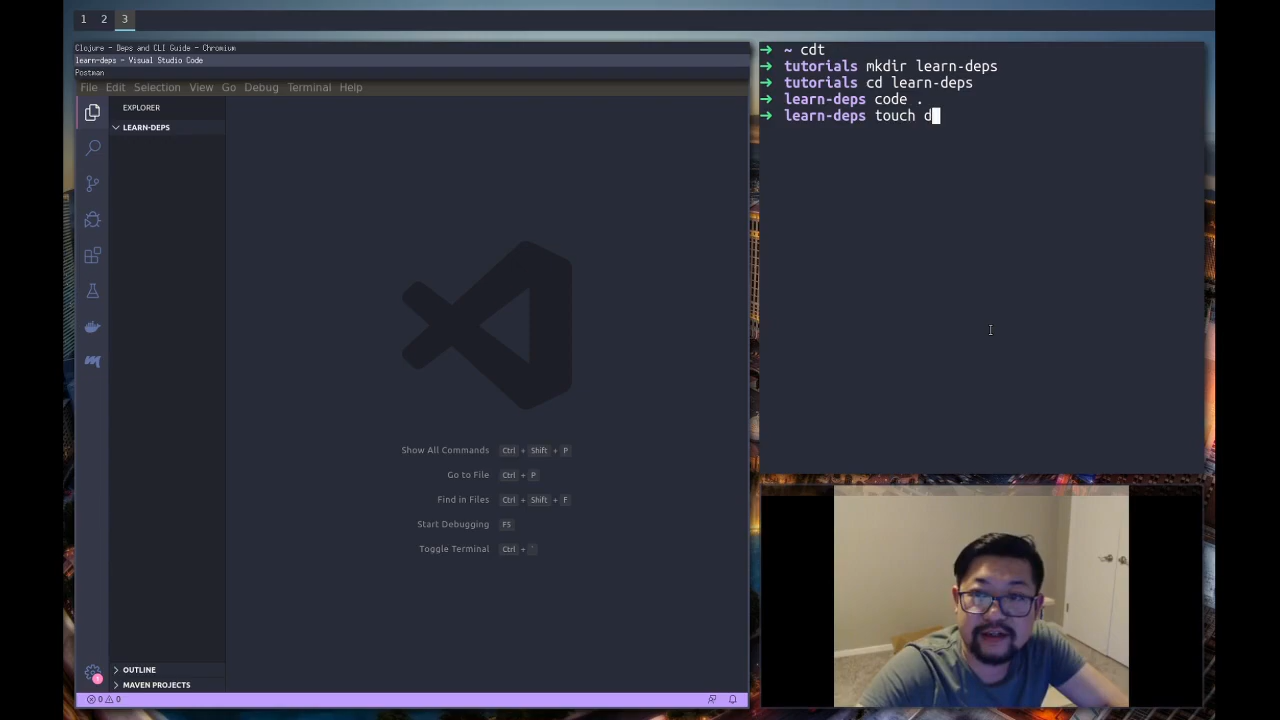 1 2 3
Clojure - Deps and CLI Guide - Chromium
learn-deps - Visual Studio Code
Postman
File Edit Selection View Go Debug Terminal Help
EXPLORER
LEARN-DEPS
Show All Commands Ctrl + Shift + P
Go to File Ctrl + P
Find in Files Ctrl + Shift + F
Start Debugging F5
Toggle Terminal Ctrl + `
OUTLINE
MAVEN PROJECTS
1
0 0
➜ ~ cdt
➜ tutorials mkdir learn-deps
➜ tutorials cd learn-deps
➜ learn-deps code .
➜ learn-deps touch d